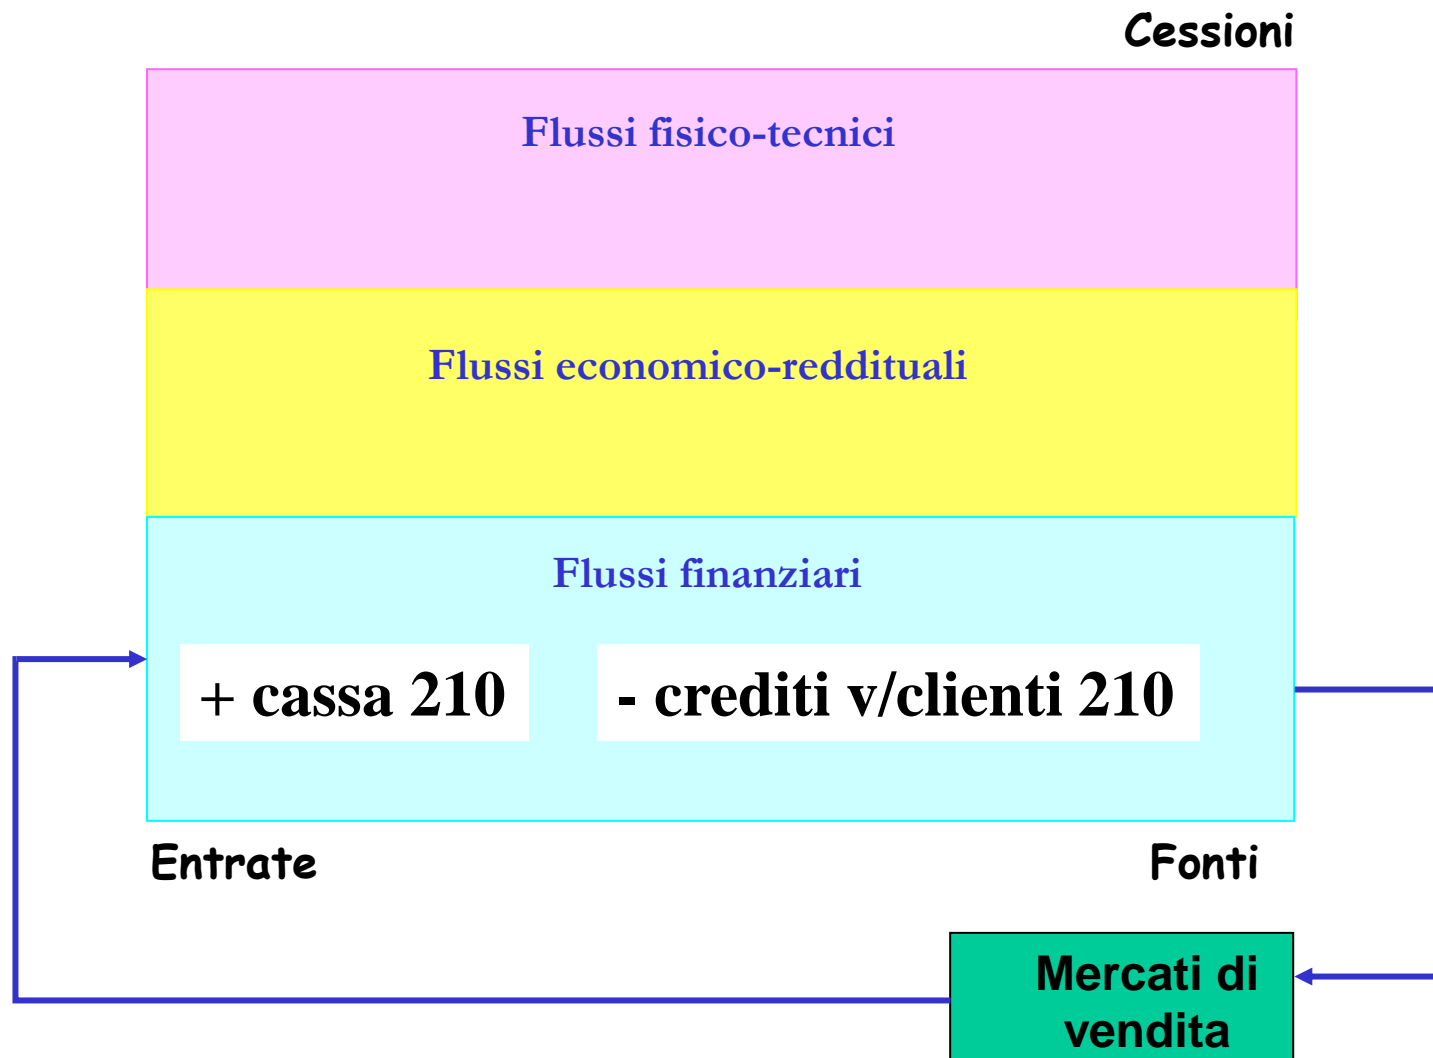 Cessioni
Flussi fisico-tecnici
Flussi economico-reddituali
Flussi finanziari
+ cassa 210 - crediti v/clienti 210
Entrate Fonti
Mercati di
vendita